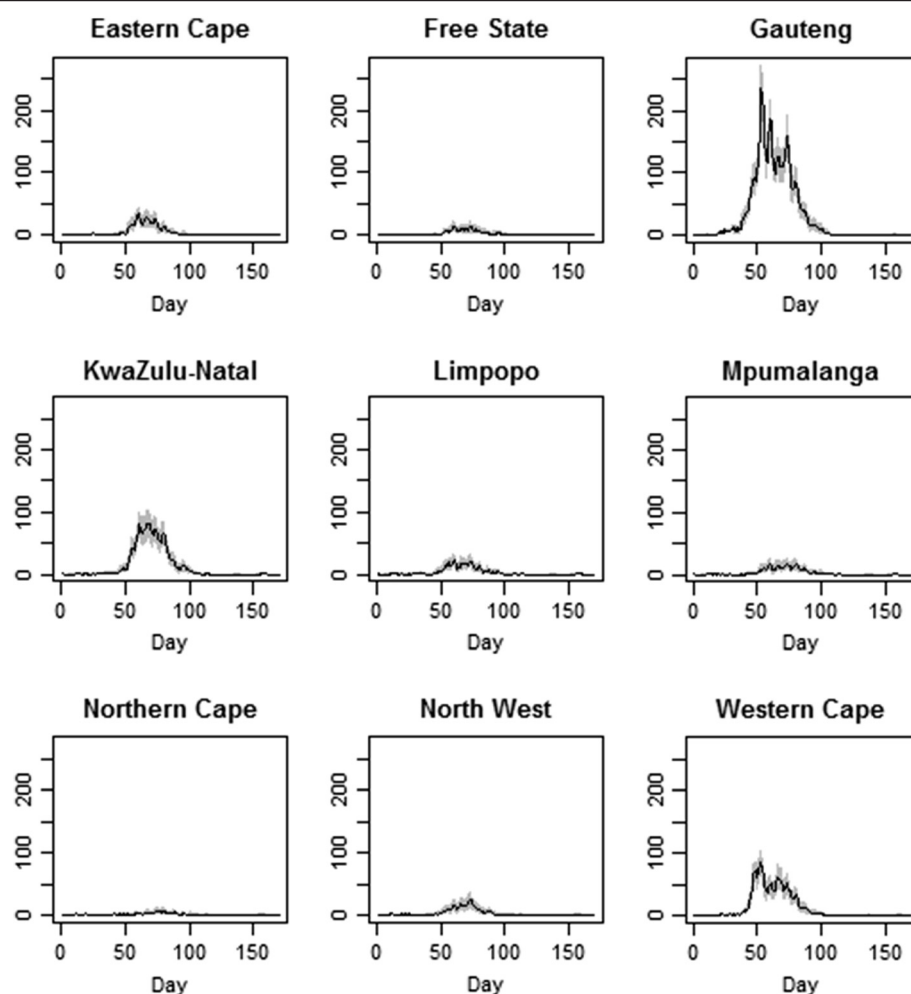 Eastern Cape
0 100 200
0 50 100 150
Day
Free State
0 100 200
0 50 100 150
Day
Gauteng
0 100 200
0 50 100 150
Day
KwaZulu-Natal
0 100 200
0 50 100 150
Day
Limpopo
0 100 200
0 50 100 150
Day
Mpumalanga
0 100 200
0 50 100 150
Day
Northern Cape
0 100 200
0 50 100 150
Day
North West
0 100 200
0 50 100 150
Day
Western Cape
0 100 200
0 50 100 150
Day